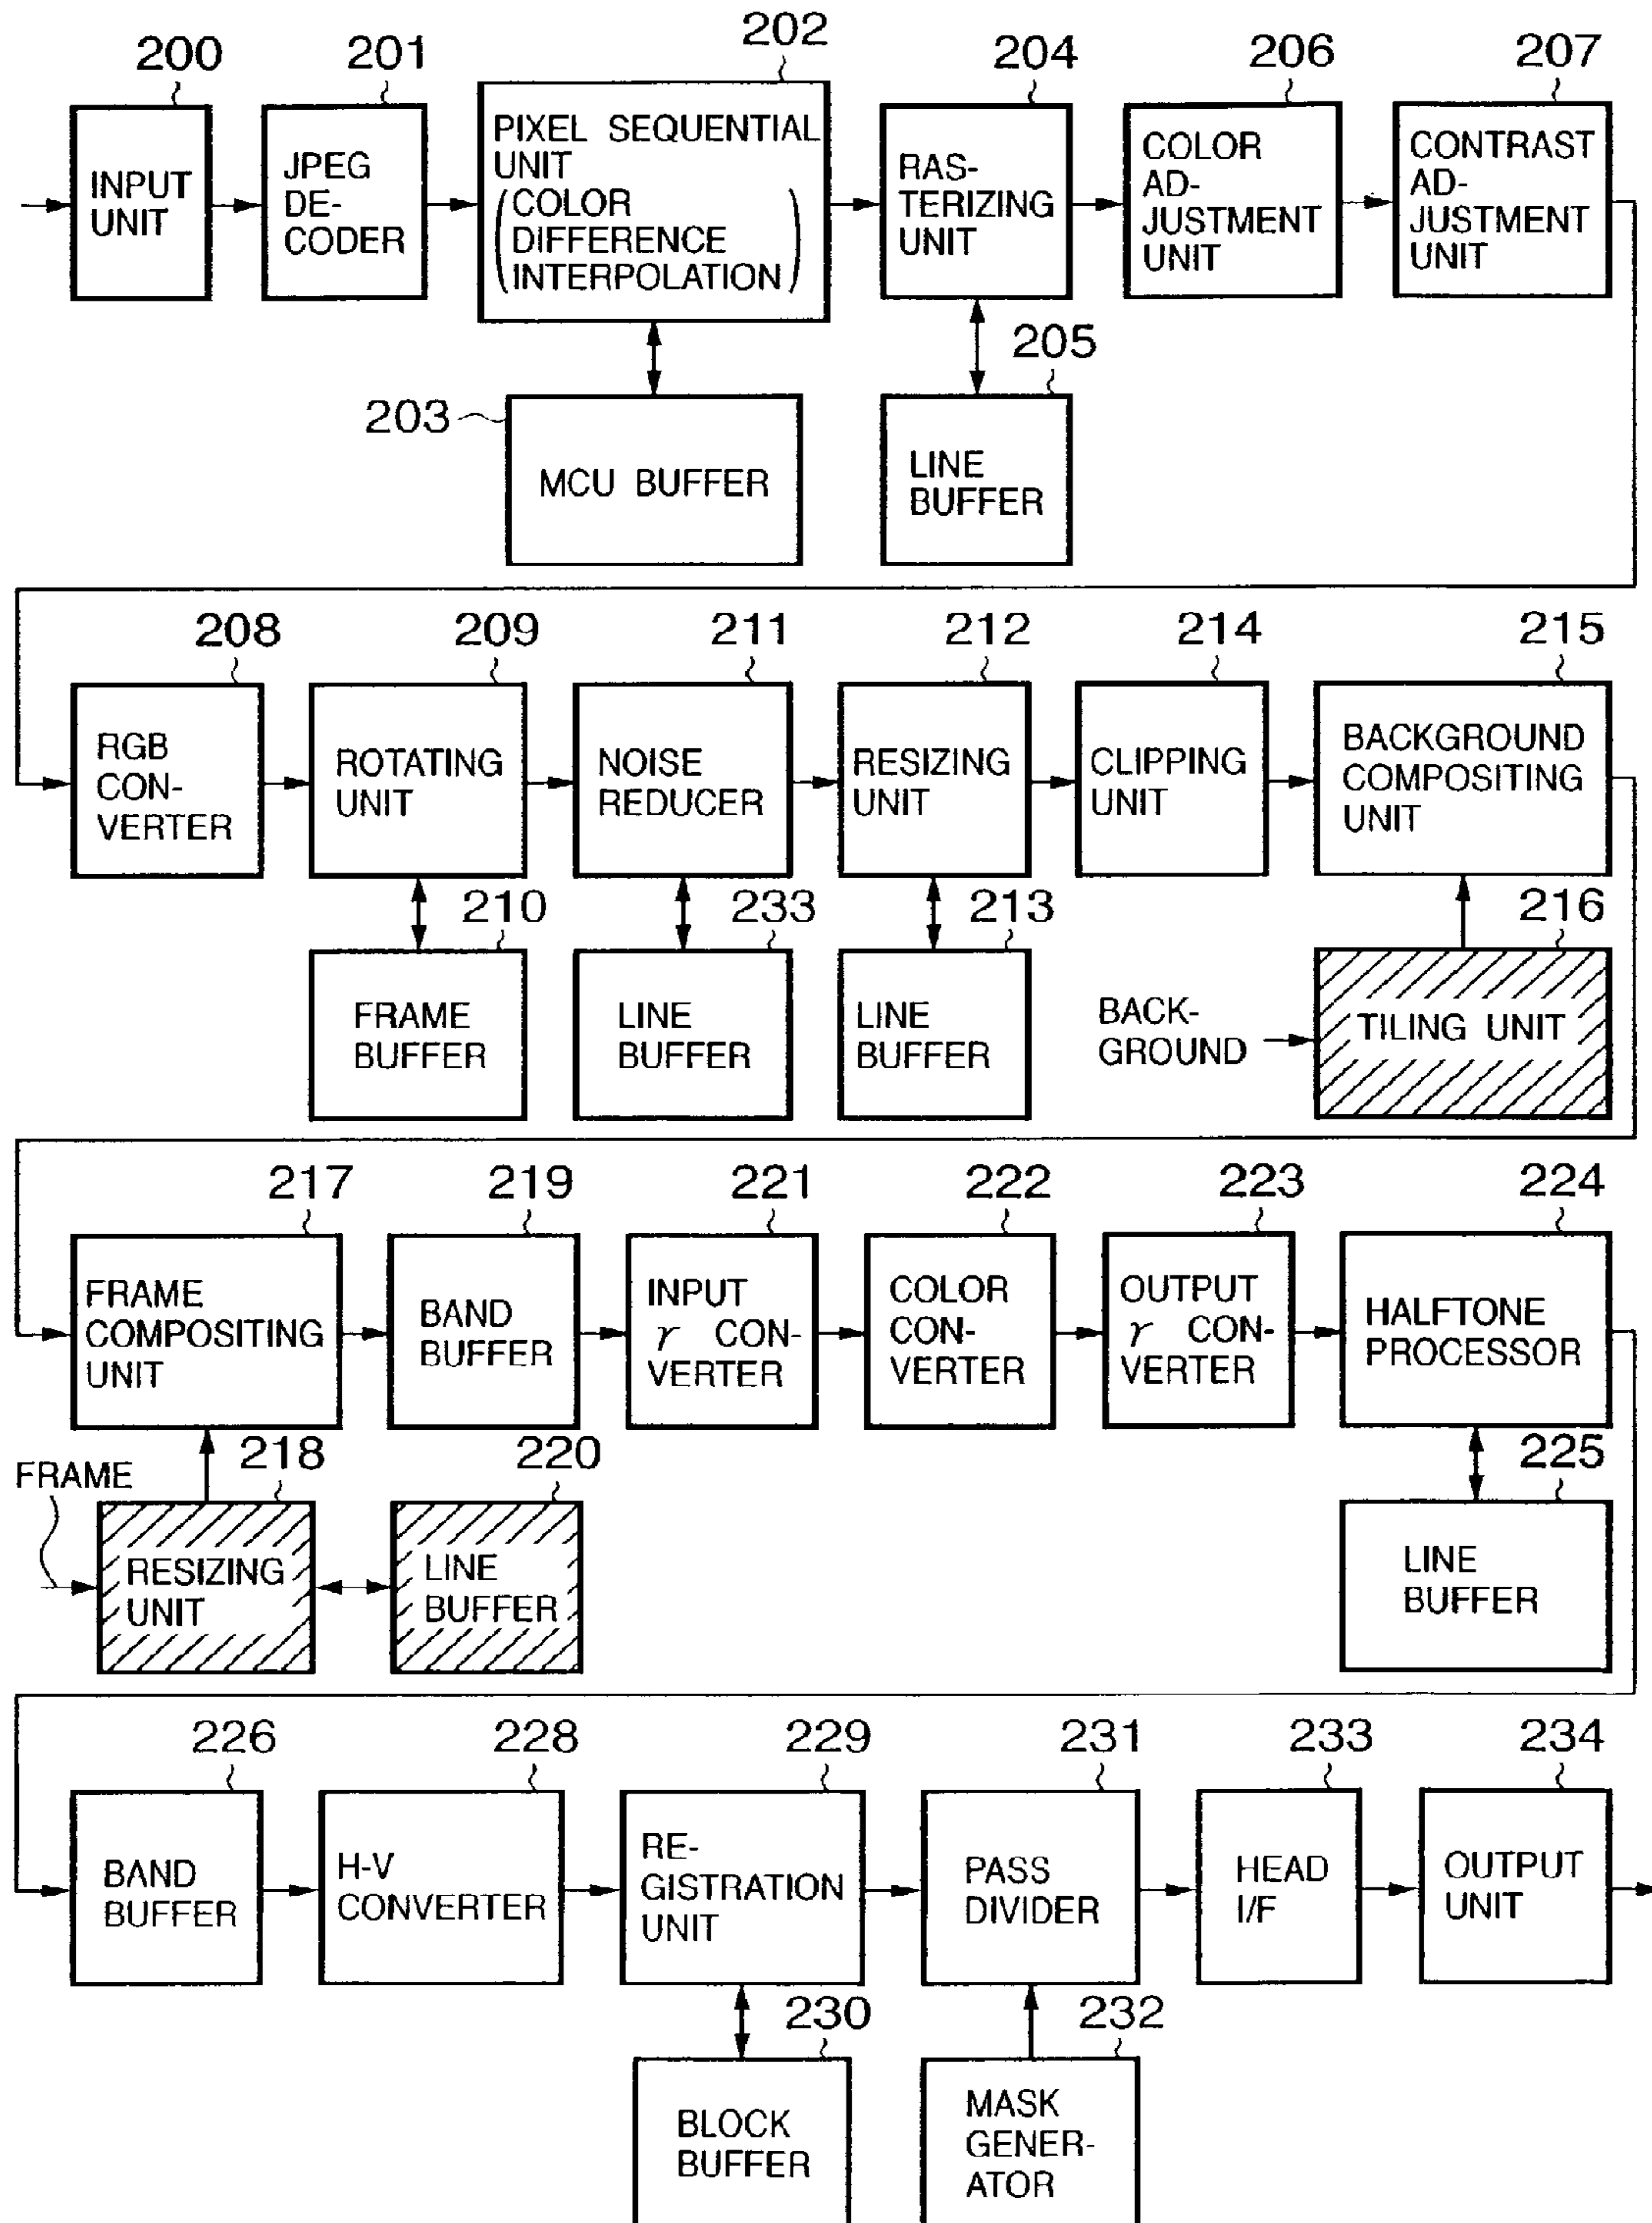 200
201
202
204
206
207
INPUT
UNIT
JPEG
DE-
CODER
PIXEL SEQUENTIAL
UNIT
(COLOR
DIFFERENCE
INTERPOLATION)
RAS-
TERIZING
UNIT
COLOR
AD-
JUSTMENT
UNIT
CONTRAST
AD-
JUSTMENT
UNIT
203
MCU BUFFER
205
LINE
BUFFER
208
209
211
212
214
215
RGB
CON-
VERTER
ROTATING
UNIT
NOISE
REDUCER
RESIZING
UNIT
CLIPPING
UNIT
BACKGROUND
COMPOSITING
UNIT
210
233
213
216
FRAME
BUFFER
LINE
BUFFER
LINE
BUFFER
BACK-
GROUND
TILING UNIT
217
219
221
222
223
224
FRAME
COMPOSITING
UNIT
BAND
BUFFER
INPUT
γ CON-
VERTER
COLOR
CON-
VERTER
OUTPUT
γ CON-
VERTER
HALFTONE
PROCESSOR
FRAME
218
220
225
RESIZING
UNIT
LINE
BUFFER
LINE
BUFFER
226
228
229
231
233
234
BAND
BUFFER
H-V
CONVERTER
RE-
GISTRATION
UNIT
PASS
DIVIDER
HEAD
I/F
OUTPUT
UNIT
230
232
BLOCK
BUFFER
MASK
GENER-
ATOR